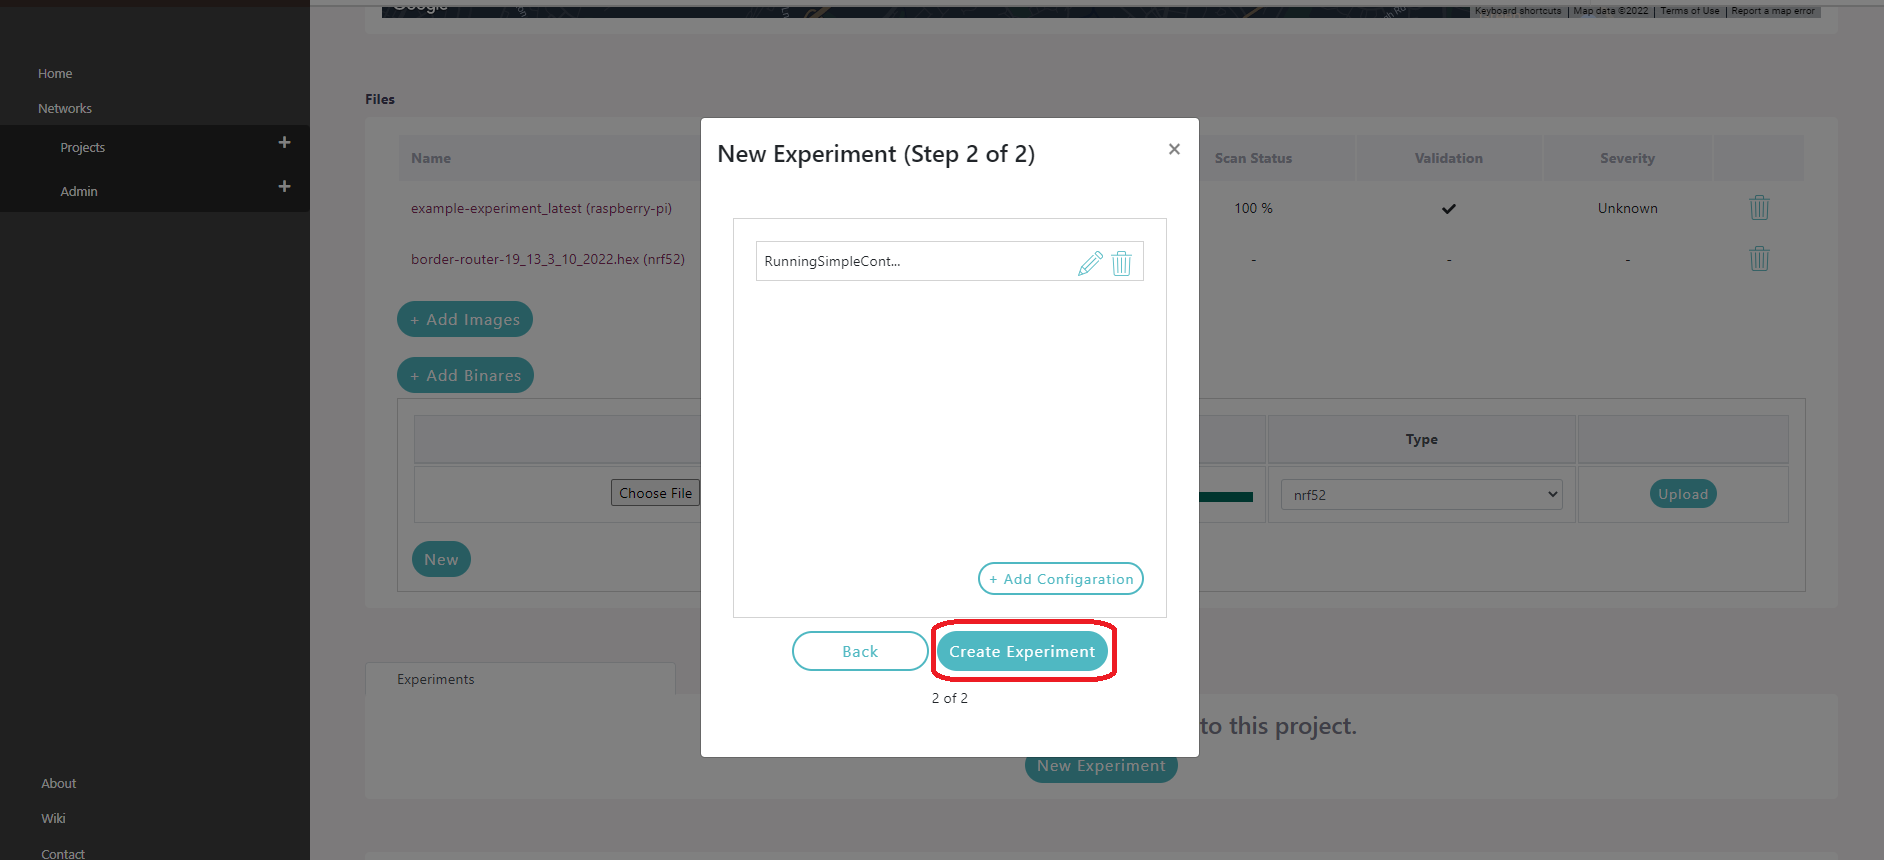 Google
Keyboard shortcuts
Map data ©2022
Terms of Use
Report a map error
Home
Networks
Projects
Admin
Files
Name
Scan Status
Validation
Severity
example-experiment_latest (raspberry-pi)
100 %
Unknown
border-router-19_13_3_10_2022.hex (nrf52)
-
-
-
+ Add Images
+ Add Binares
Type
Choose File
nrf52
Upload
New
New Experiment (Step 2 of 2)
×
RunningSimpleCont...
+ Add Configaration
Back
Create Experiment
2 of 2
Experiments
to this project.
New Experiment
About
Wiki
Contact